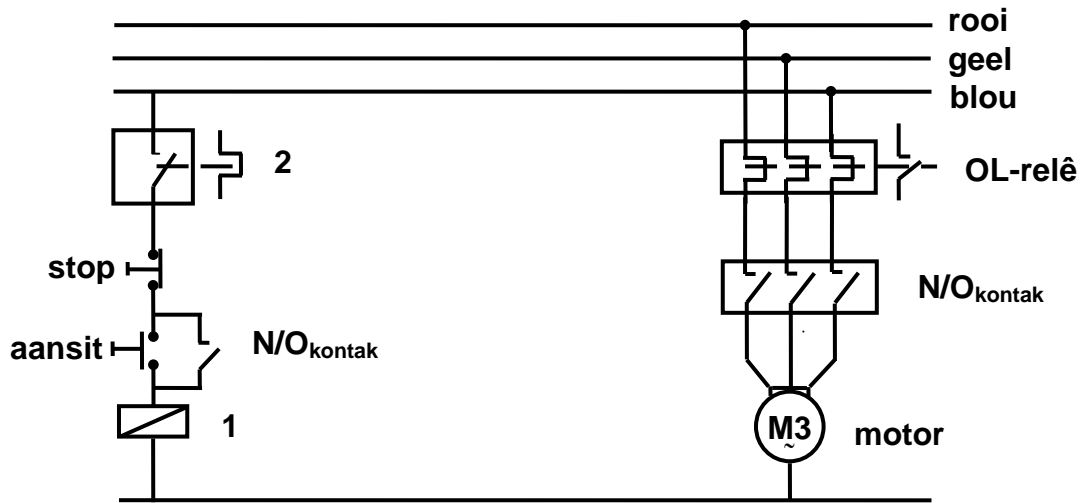 rooi
geel
blou
2
OL-relê
stop
N/Okontak
aansit
N/Okontak
1
M3
~
motor